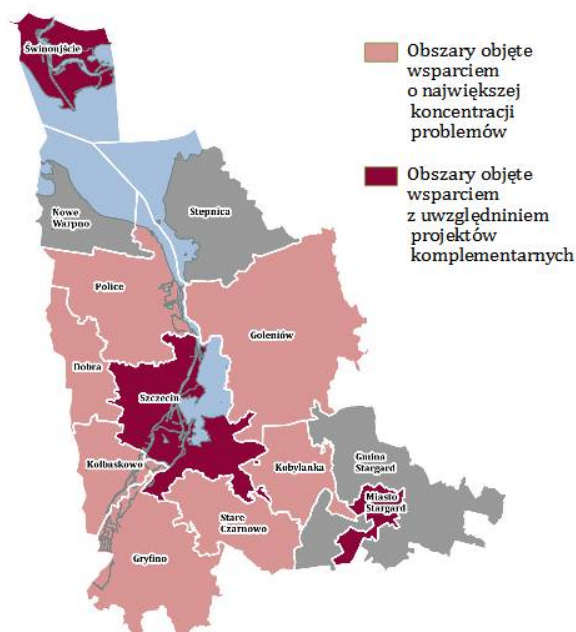 Świnoujście
Obszary objęte
wsparciem
o największej
koncentracji
problemów
Obszary objęte
wsparciem
z uwzględniniem
projektów
komplementarnych
Nowe
Warpno
Stepnica
Police
Goleniów
Dobra
Szczecin
Kołbaskowo
Kobylanka
Gmina
Stargard
Miasto
Stargard
Stare
Czarnowo
Gryfino